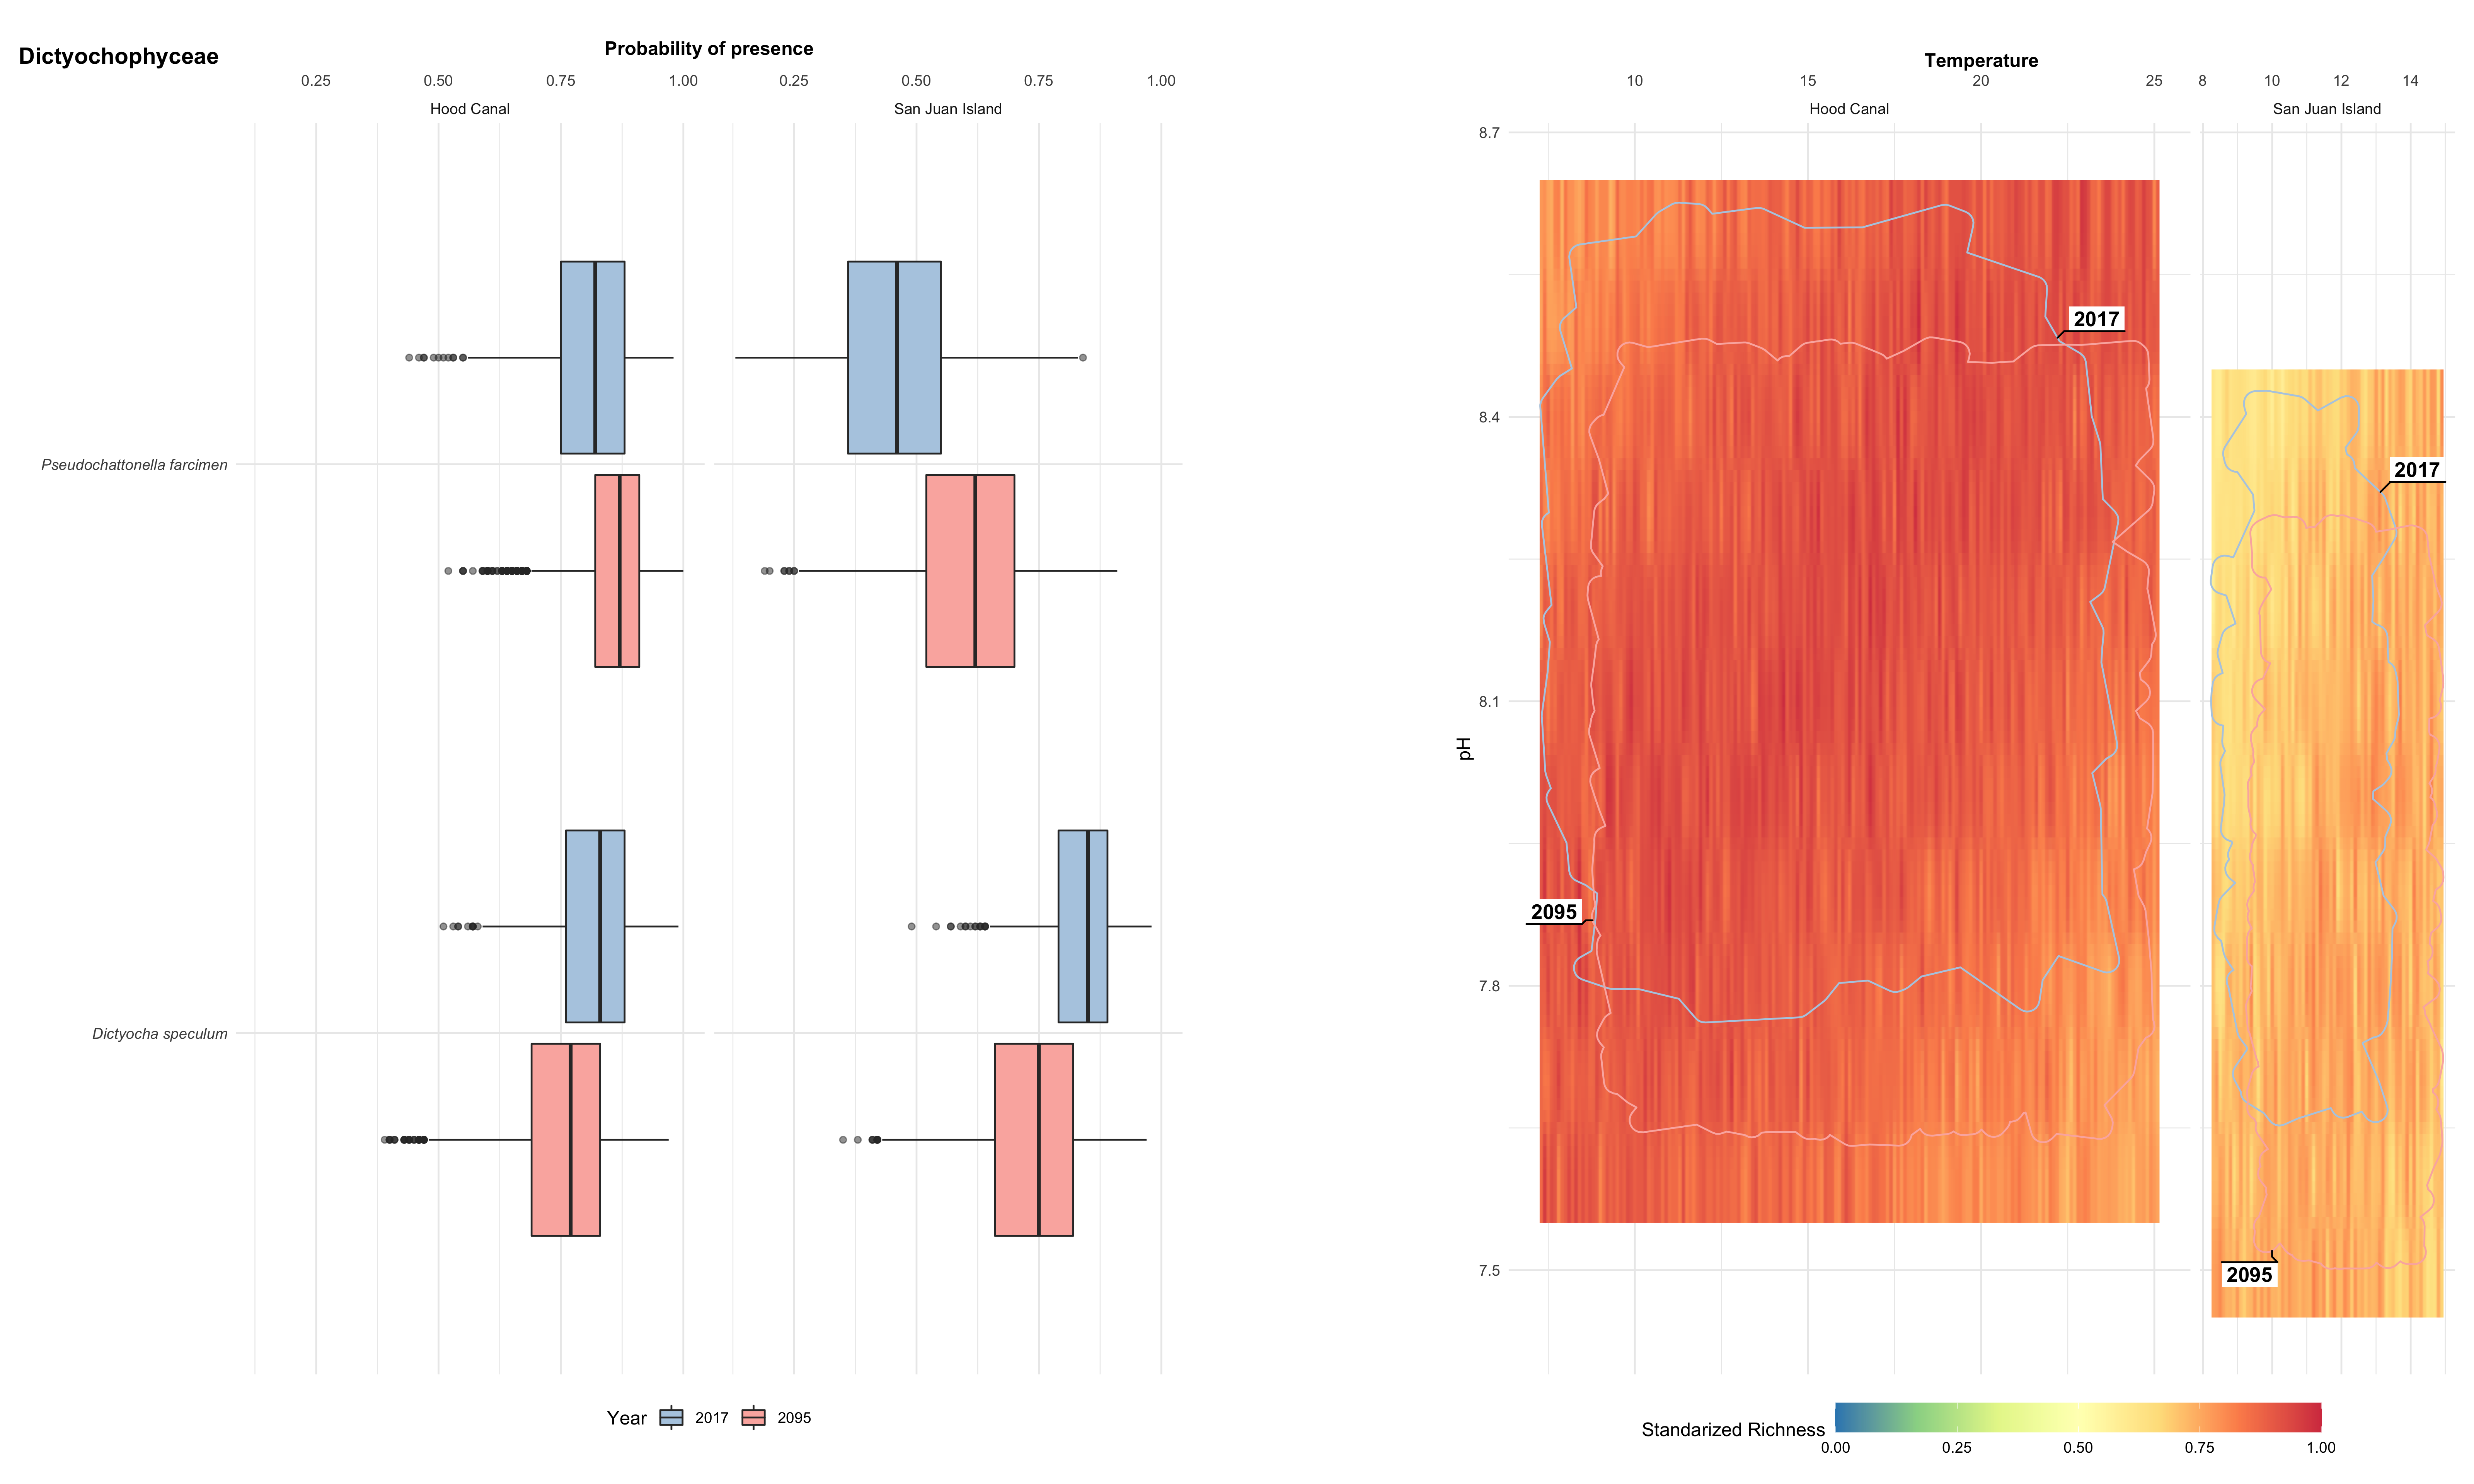 Dictyochophyceae
Probability of presence
0.25 0.50 0.75 1.00 0.25 0.50 0.75 1.00
Hood Canal San Juan Island
Pseudochattonella farcimen
Dictyocha speculum
Year 2017 2095
Temperature
10 15 20 25 8 10 12 14
Hood Canal San Juan Island
8.7
2017
8.4
2017
8.1
pH
2095
7.8
7.5
2095
Standarized Richness
0.00 0.25 0.50 0.75 1.00